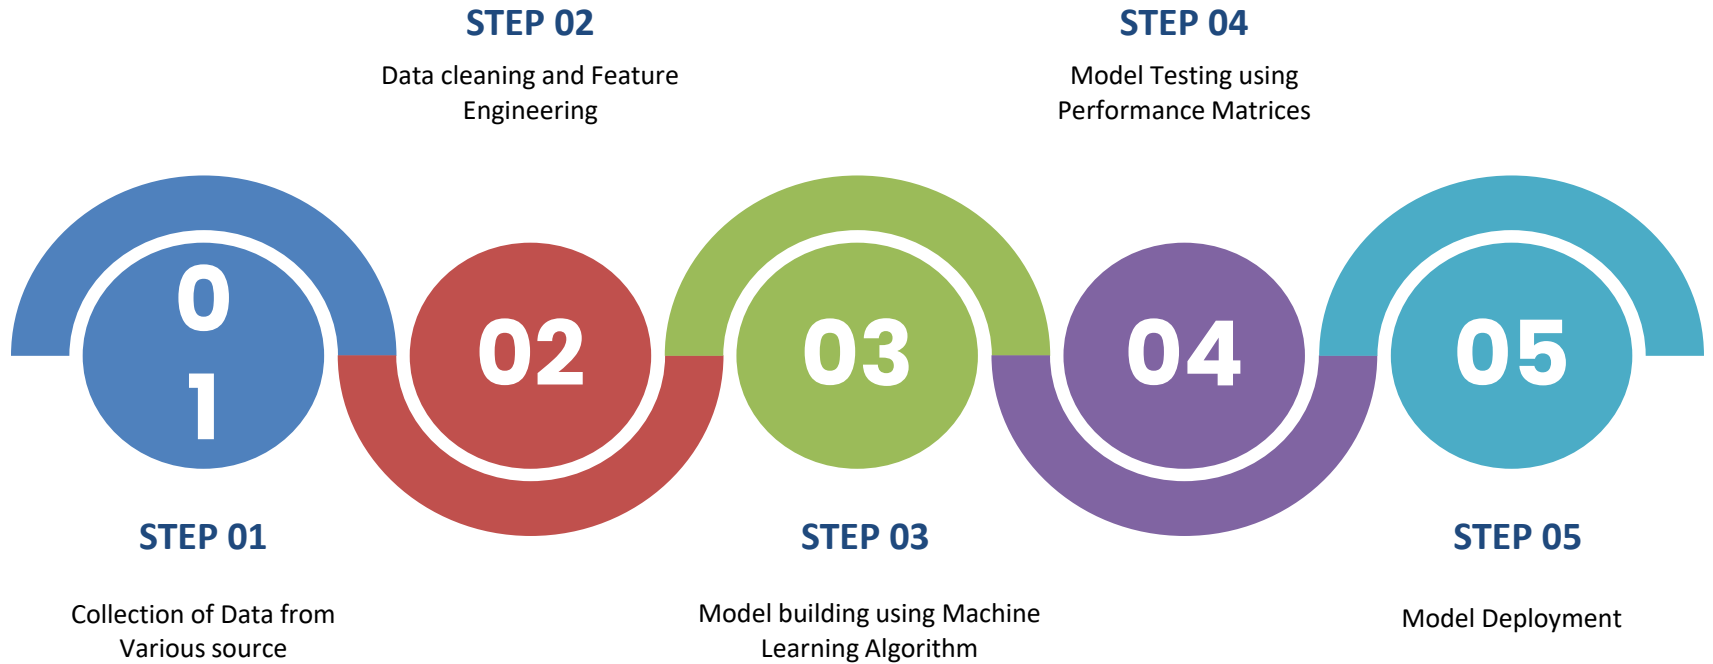 STEP 02
Data cleaning and Feature
Engineering
STEP 04
Model Testing using
Performance Matrices
0
1
02
03
04
05
STEP 01
Collection of Data from
Various source
STEP 03
Model building using Machine
Learning Algorithm
STEP 05
Model Deployment